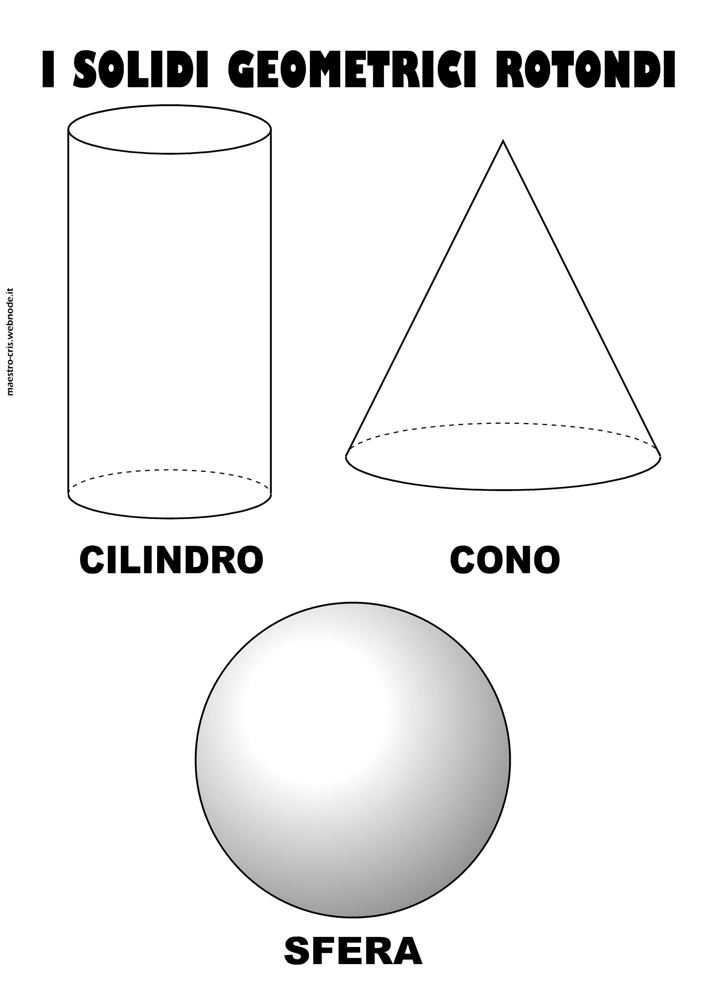 I SOLIDI GEOMETRICI ROTONDI
maestro-cris.webnode.it
CILINDRO
CONO
SFERA